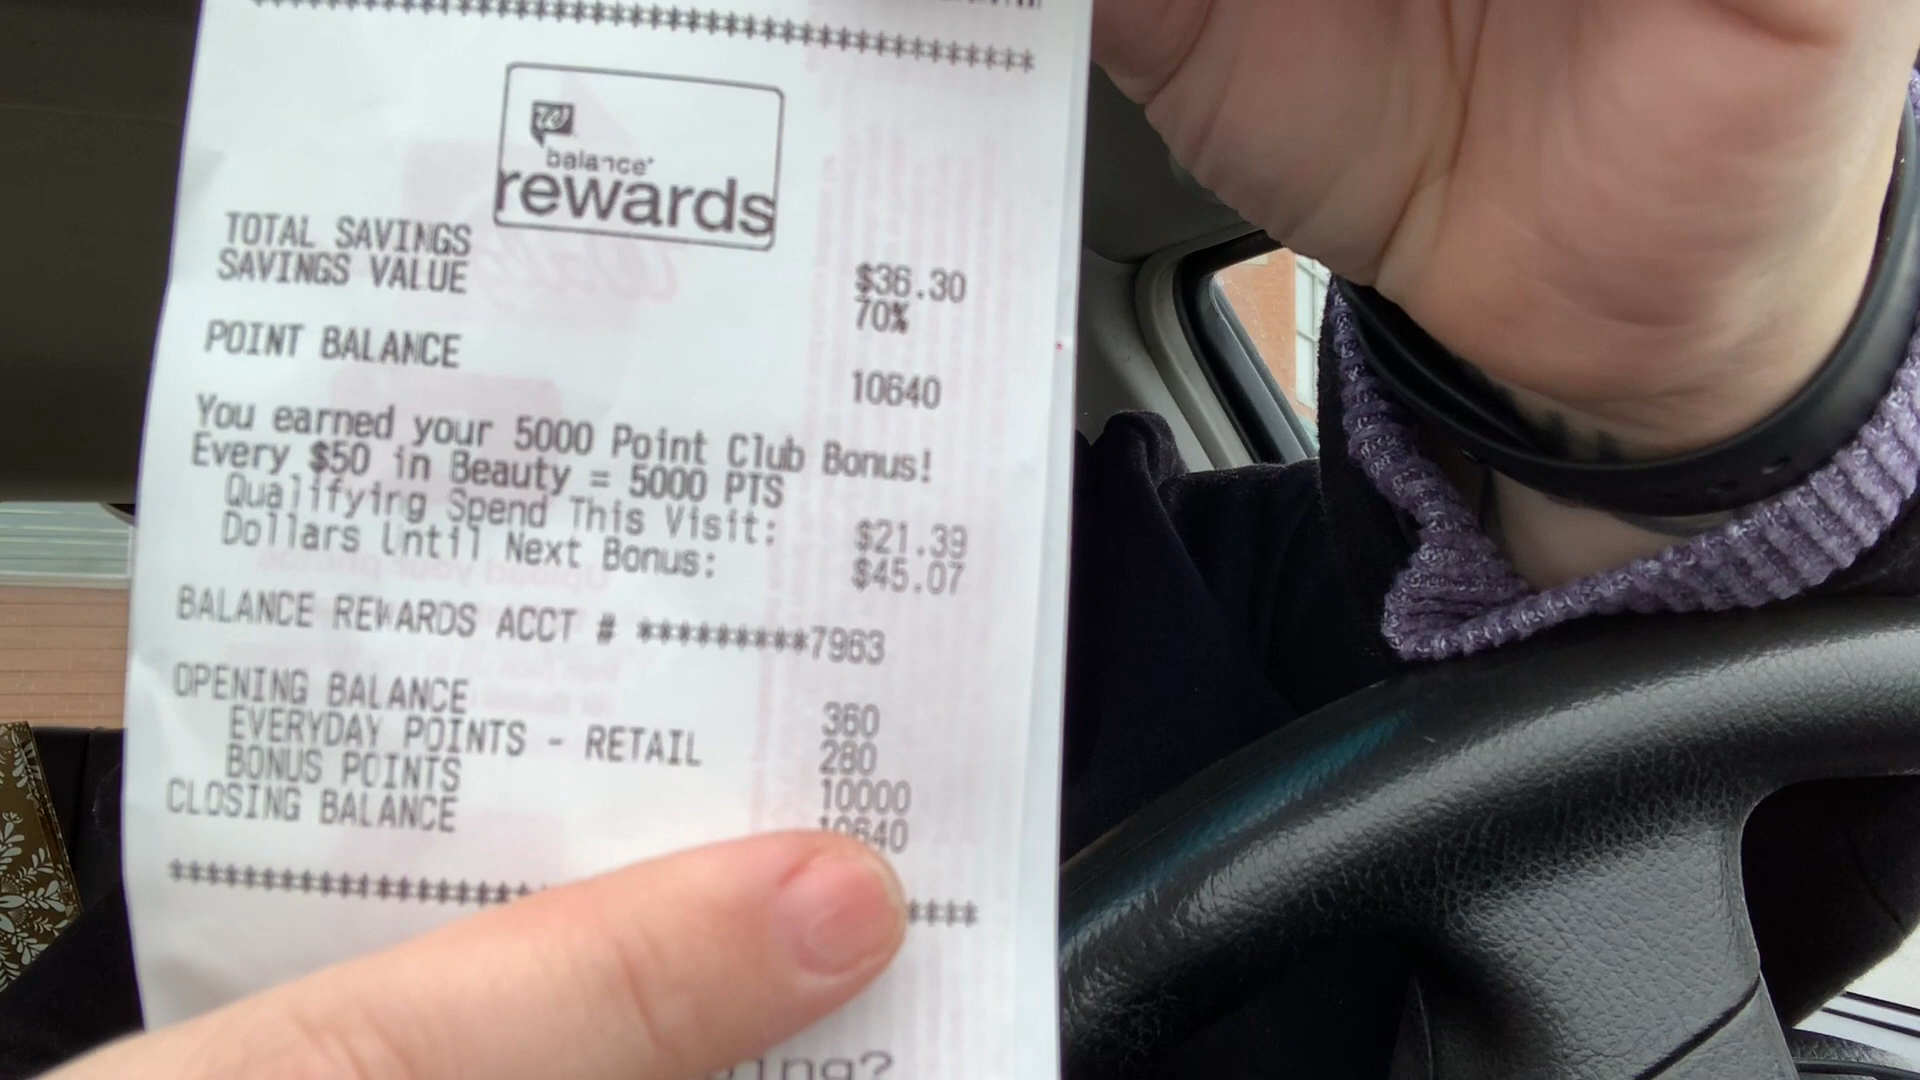 ***********************************
W
balance®
rewards
TOTAL SAVINGS $36.30
SAVINGS VALUE 70%
POINT BALANCE 10640
You earned your 5000 Point Club Bonus!
Every $50 in Beauty = 5000 PTS
Qualifying Spend This Visit: $21.39
Dollars Until Next Bonus: $45.07
BALANCE REWARDS ACCT # *********7963
OPENING BALANCE 360
EVERYDAY POINTS - RETAIL 280
BONUS POINTS 10000
CLOSING BALANCE 10640